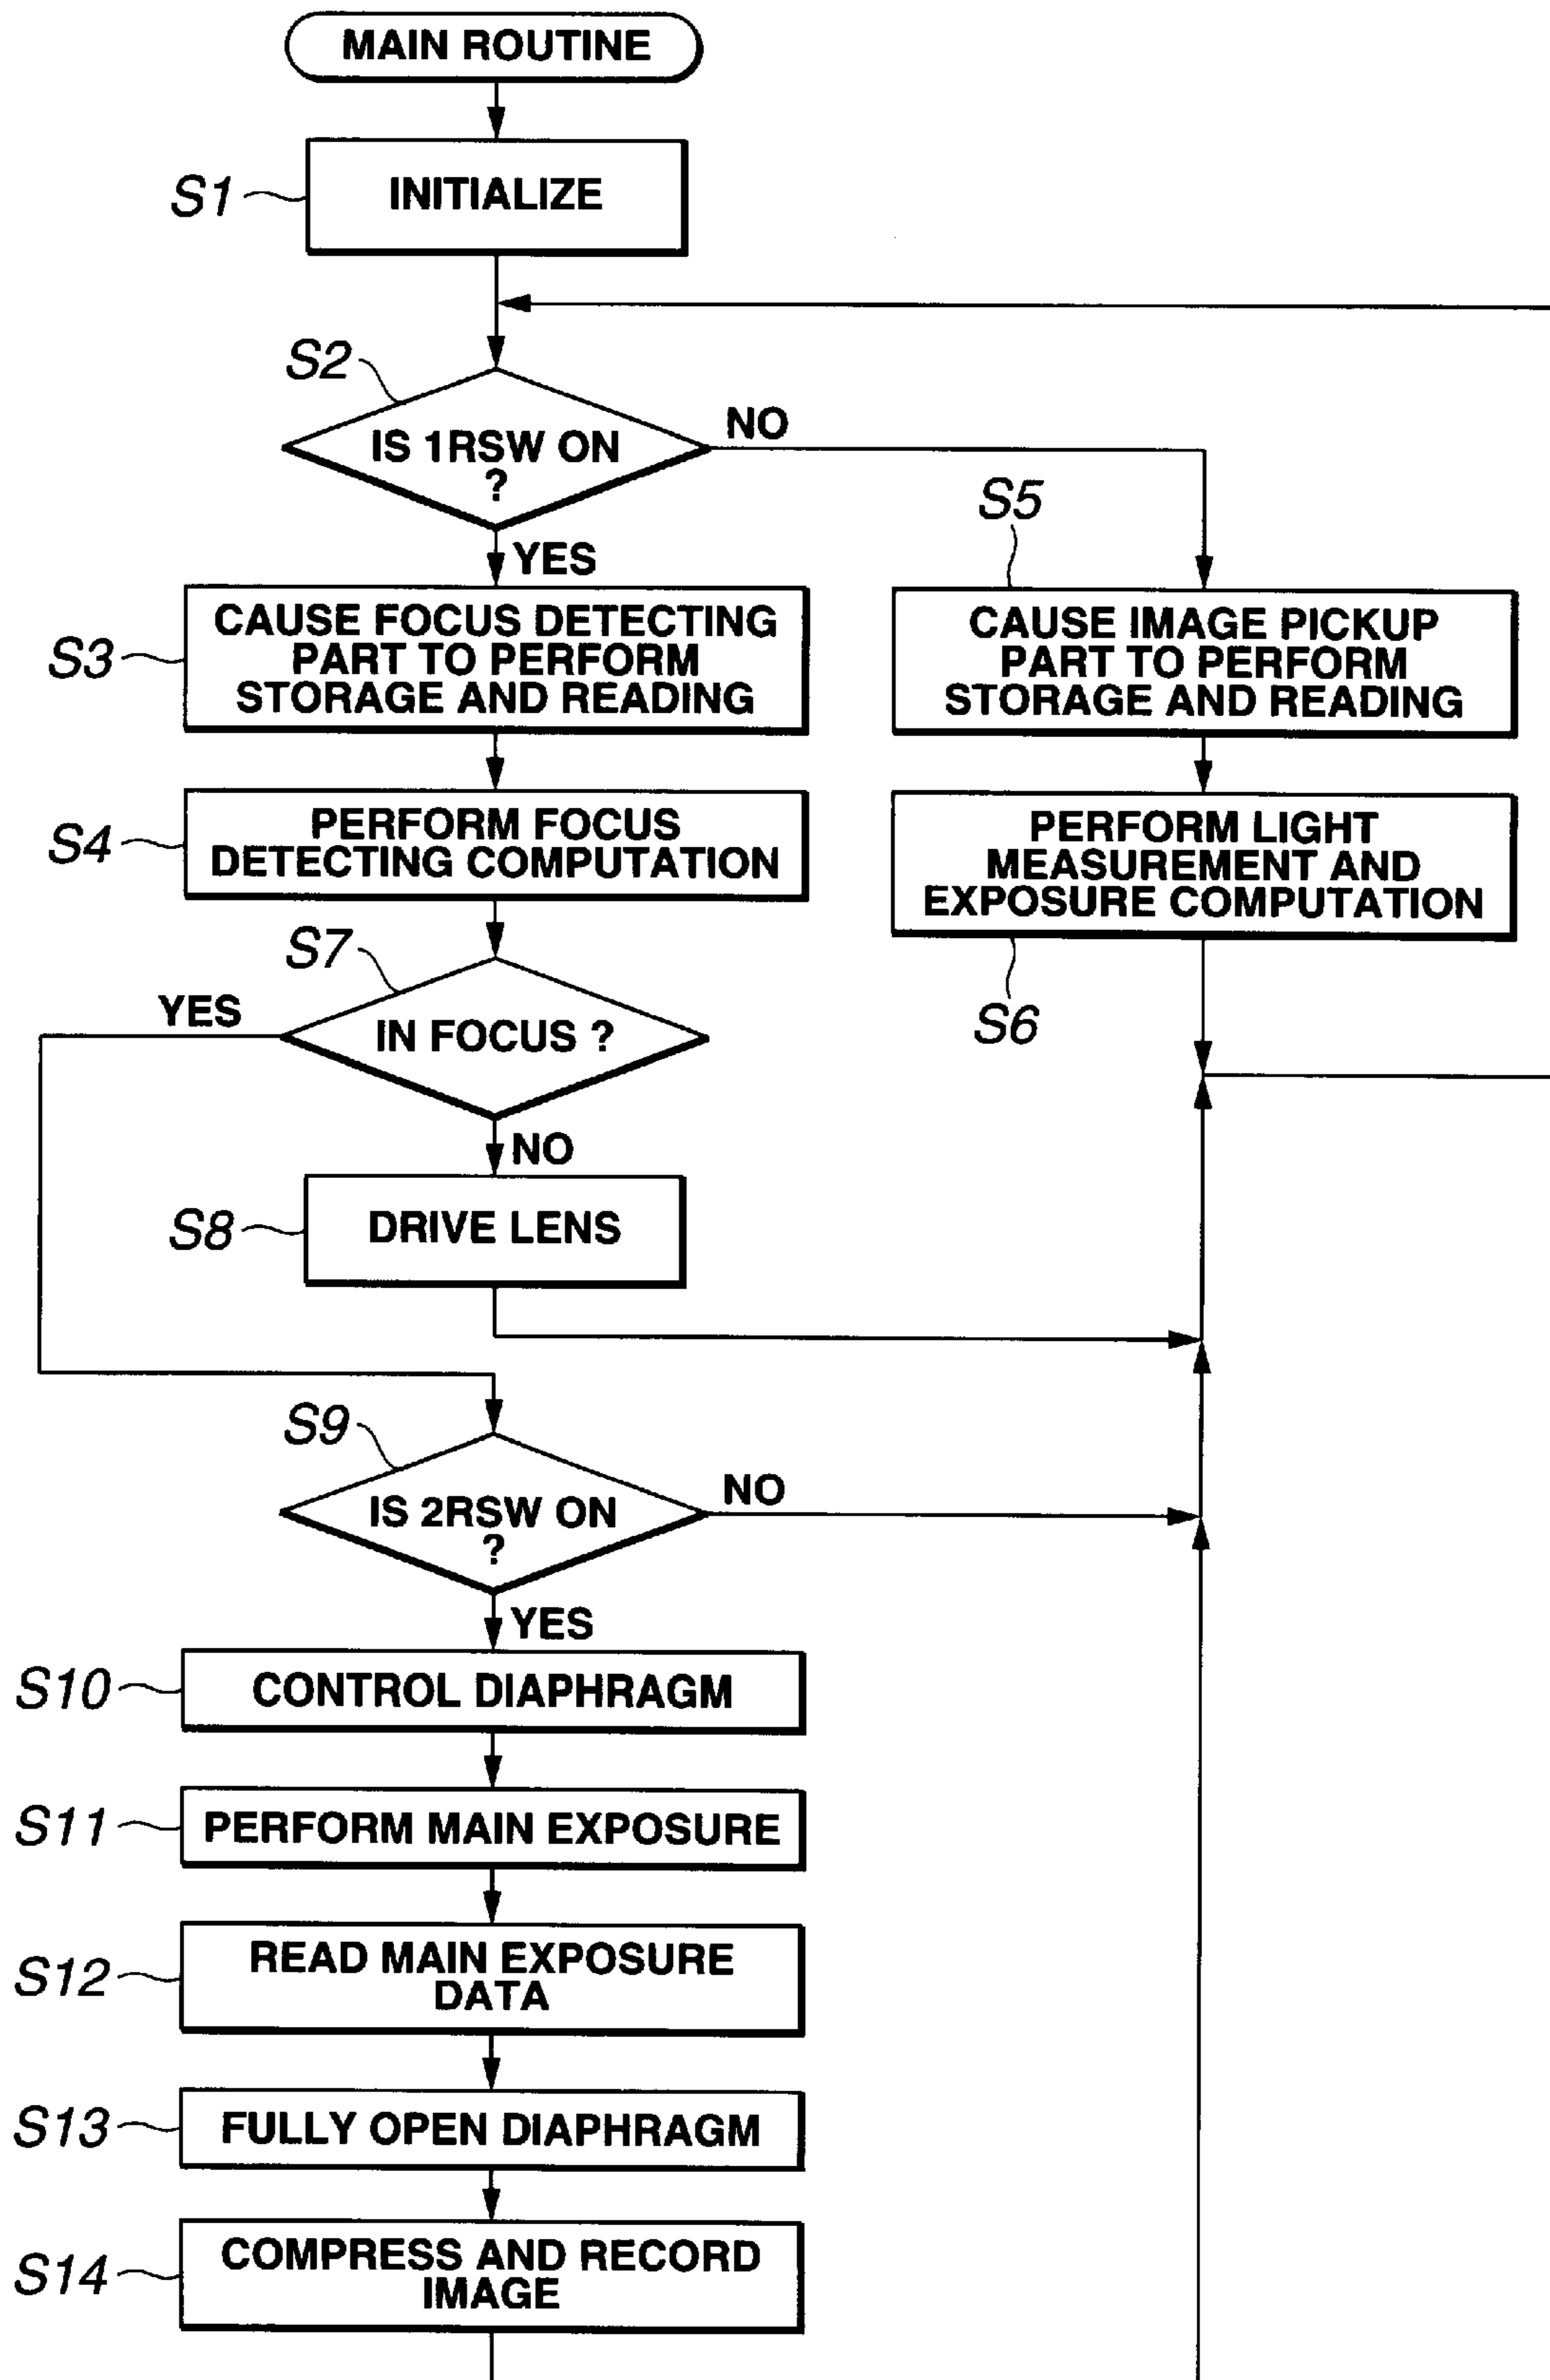 MAIN ROUTINE
S1
INITIALIZE
S2
IS 1RSW ON
?
NO
YES
S3
CAUSE FOCUS DETECTING
PART TO PERFORM
STORAGE AND READING
S5
CAUSE IMAGE PICKUP
PART TO PERFORM
STORAGE AND READING
S4
PERFORM FOCUS
DETECTING COMPUTATION
PERFORM LIGHT
MEASUREMENT AND
EXPOSURE COMPUTATION
S6
S7
YES
IN FOCUS ?
NO
S8
DRIVE LENS
S9
IS 2RSW ON
?
NO
YES
S10
CONTROL DIAPHRAGM
S11
PERFORM MAIN EXPOSURE
S12
READ MAIN EXPOSURE
DATA
S13
FULLY OPEN DIAPHRAGM
S14
COMPRESS AND RECORD
IMAGE